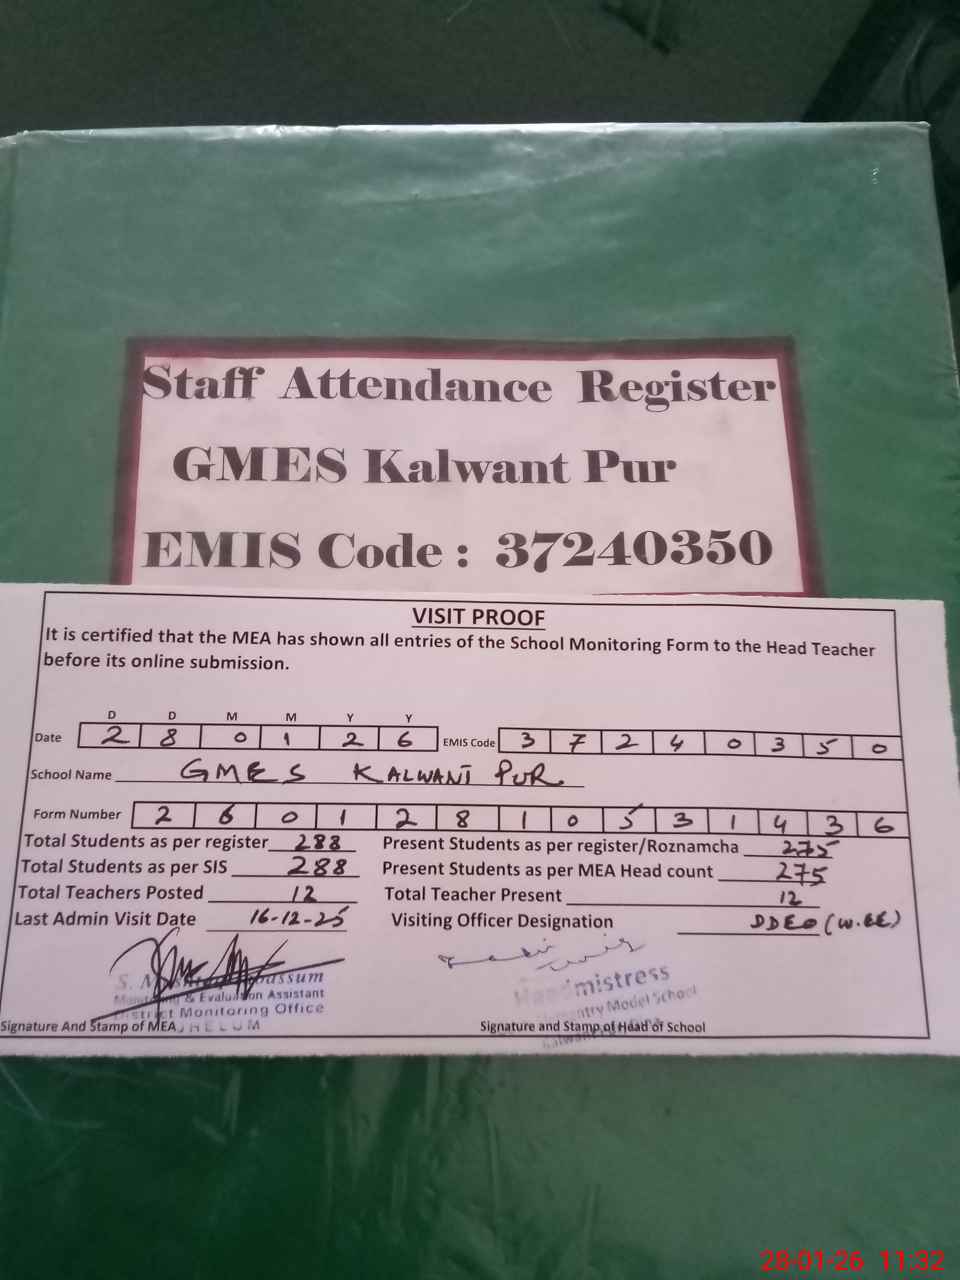 Staff Attendance Register
GMES Kalwant Pur
EMIS Code : 37240350
VISIT PROOF
It is certified that the MEA has shown all entries of the School Monitoring Form to the Head Teacher
before its online submission.
D D M M Y Y
Date 2 8 0 1 2 6 EMIS Code 3 7 2 4 0 3 5 0
School Name GMES KALWANT PUR
Form Number 2 6 0 1 2 8 1 0 5 3 1 4 3 6
Total Students as per register 288 Present Students as per register/Roznamcha 275
Total Students as per SIS 288 Present Students as per MEA Head count 275
Total Teachers Posted 12 Total Teacher Present 12
Last Admin Visit Date 16-12-25 Visiting Officer Designation DDEO (W.EE)
S.
Monitoring & Evaluation Assistant
District Monitoring Office
JHELUM
Headmistress
Model School
Signature And Stamp of MEA Signature and Stamp of Head of School
28-01-26 11:32